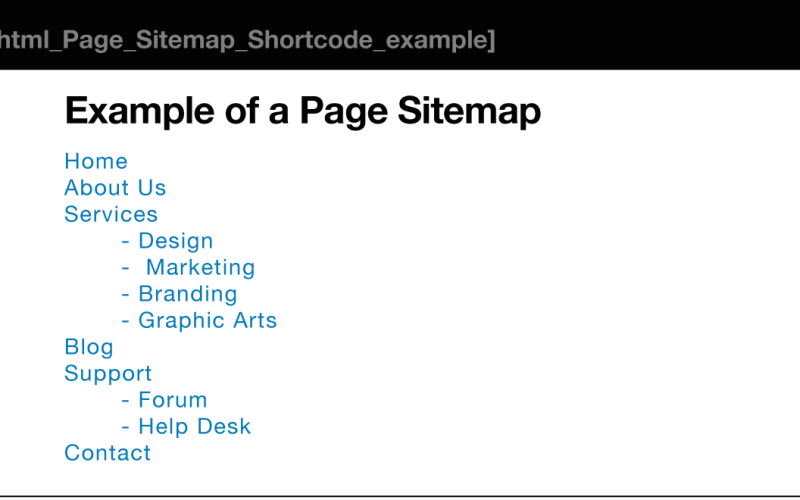 html_Page_Sitemap_Shortcode_example]
Example of a Page Sitemap
Home
About Us
Services
- Design
- Marketing
- Branding
- Graphic Arts
Blog
Support
- Forum
- Help Desk
Contact